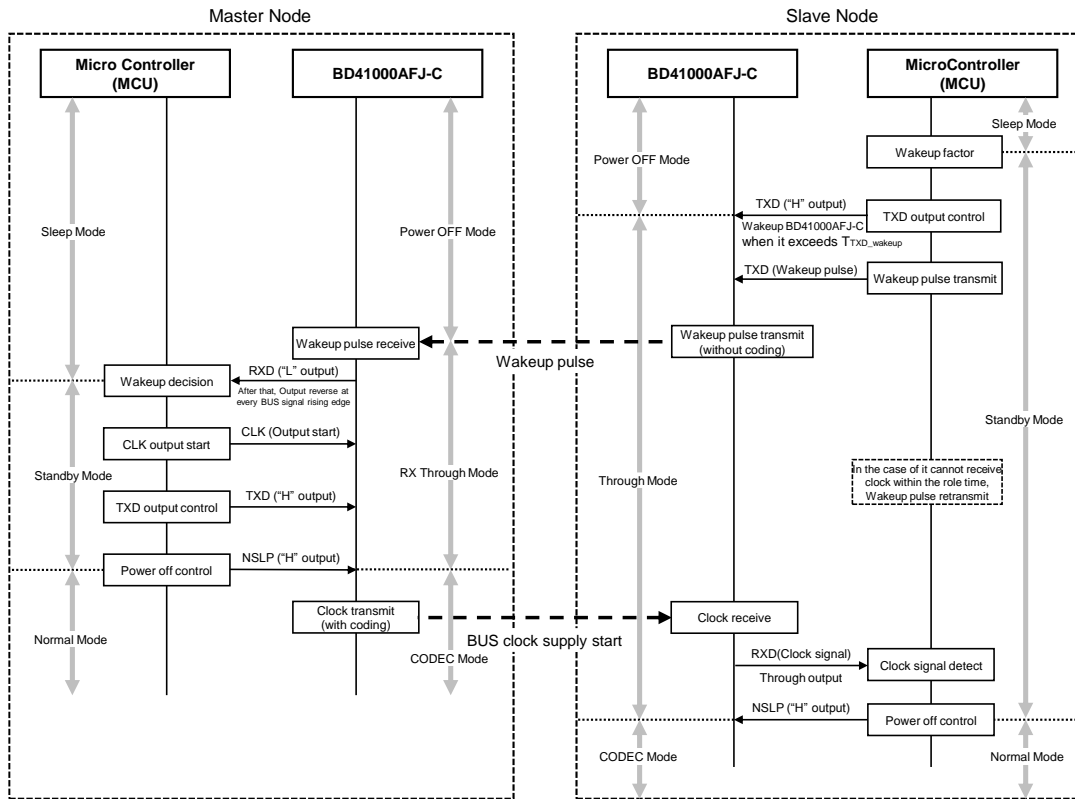 Master Node
Slave Node
Micro Controller
(MCU)
BD41000AFJ-C
BD41000AFJ-C
MicroController
(MCU)
Sleep Mode
Wakeup factor
Power OFF Mode
TXD ("H" output)
TXD output control
Wakeup BD41000AFJ-C
when it exceeds TTXD_wakeup
Sleep Mode
Power OFF Mode
TXD (Wakeup pulse)
Wakeup pulse transmit
Wakeup pulse receive
Wakeup pulse
Wakeup pulse transmit
(without coding)
Wakeup decision
RXD ("L" output)
After that, Output reverse at
every BUS signal rising edge
Standby Mode
CLK output start
CLK (Output start)
Standby Mode
RX Through Mode
Through Mode
In the case of it cannot receive
clock within the role time,
Wakeup pulse retransmit
TXD output control
TXD ("H" output)
Power off control
NSLP ("H" output)
Clock transmit
(with coding)
Clock receive
Normal Mode
BUS clock supply start
CODEC Mode
RXD(Clock signal)
Through output
Clock signal detect
NSLP ("H" output)
Power off control
CODEC Mode
Normal Mode